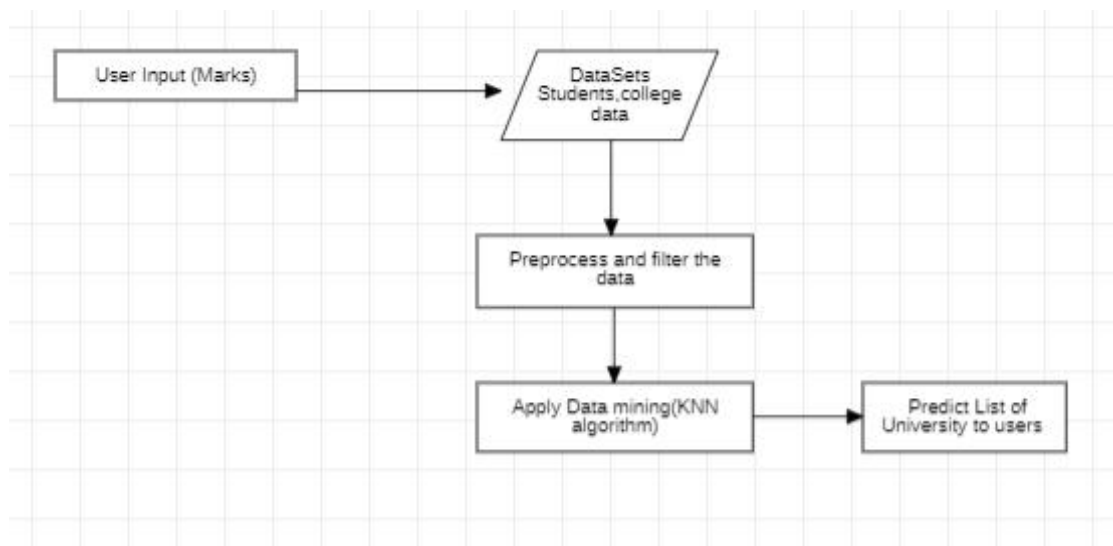 User Input (Marks)
DataSets
Students,college
data
Preprocess and filter the
data
Apply Data mining(KNN
algorithm)
Predict List of
University to users